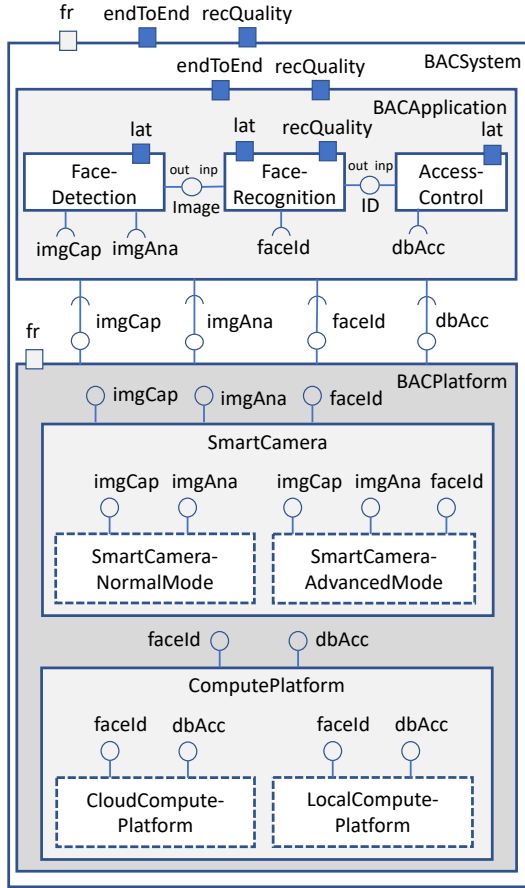 fr endToEnd recQuality
BACSystem
endToEnd recQuality
BACApplication
lat lat recQuality lat
Face-
Detection
out inp
Image
Face-
Recognition
out inp
ID
Access-
Control
imgCap imgAna faceId dbAcc
imgCap imgAna faceId dbAcc
fr
BACPlatform
imgCap imgAna faceId
SmartCamera
imgCap imgAna imgCap imgAna faceId
SmartCamera-
NormalMode
SmartCamera-
AdvancedMode
faceId dbAcc
ComputePlatform
faceId dbAcc faceId dbAcc
CloudCompute-
Platform
LocalCompute-
Platform